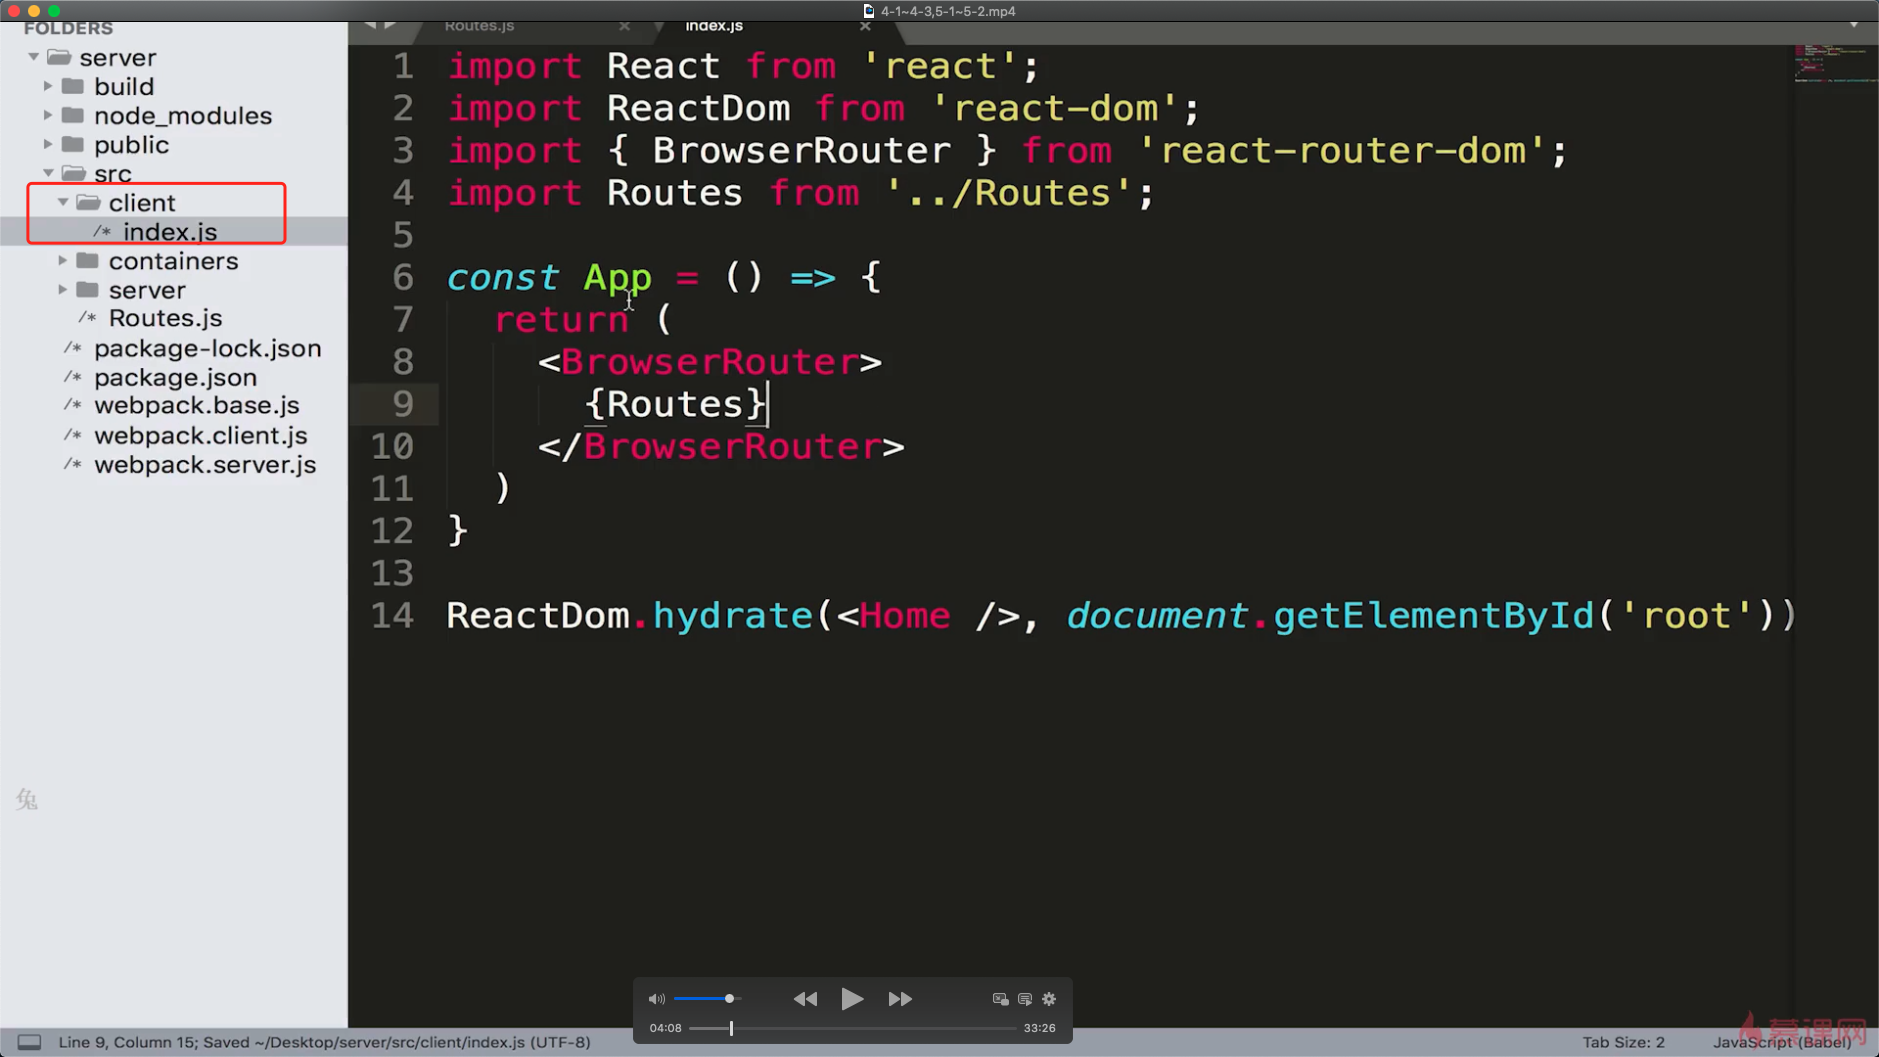 4-1~4-3,5-1~5-2.mp4
FOLDERS
server
build
node_modules
public
src
client
/* index.js
containers
server
/* Routes.js
/* package-lock.json
/* package.json
/* webpack.base.js
/* webpack.client.js
/* webpack.server.js
兔
Routes.js ×
index.js ×
1 import React from 'react';
2 import ReactDom from 'react-dom';
3 import { BrowserRouter } from 'react-router-dom';
4 import Routes from '../Routes';
5
6 const App = () => {
7 return (
8 <BrowserRouter>
9 {Routes}
10 </BrowserRouter>
11 )
12 }
13
14 ReactDom.hydrate(<Home />, document.getElementById('root'))
04:08 33:26
Line 9, Column 15; Saved ~/Desktop/server/src/client/index.js (UTF-8)
Tab Size: 2
JavaScript (Babel)
慕课网